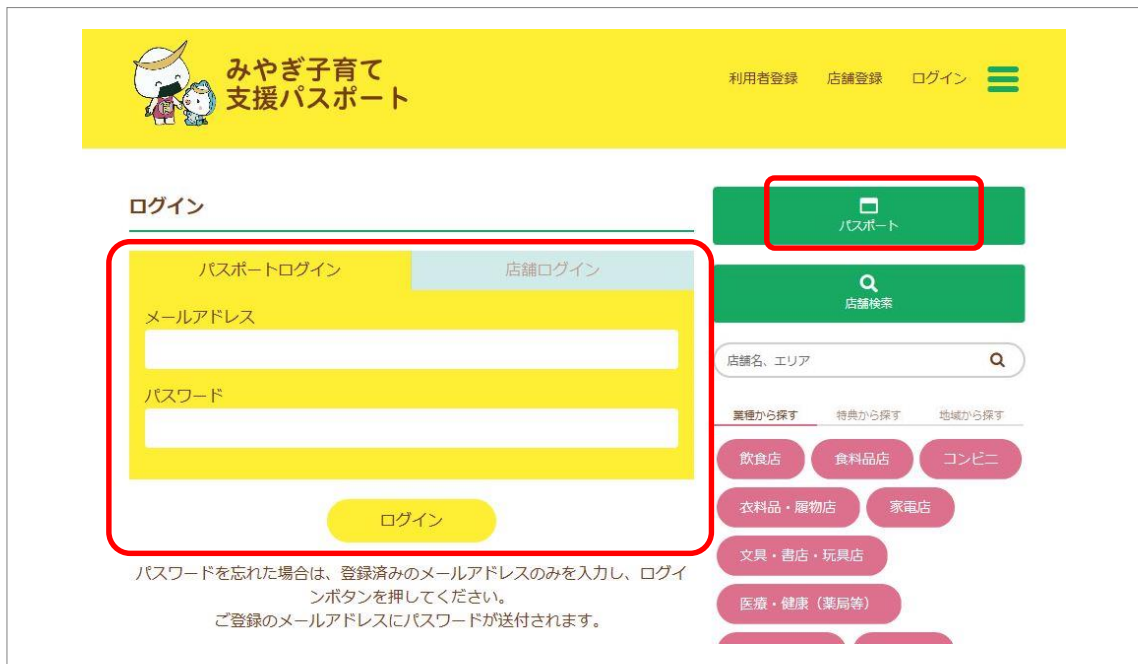 みやぎ子育て
支援パスポート
利用者登録 店舗登録 ログイン
ログイン
パスポートログイン 店舗ログイン
メールアドレス
パスワード
ログイン
パスワードを忘れた場合は、登録済みのメールアドレスのみを入力し、ログイ
ンボタンを押してください。
ご登録のメールアドレスにパスワードが送付されます。
パスポート
店舗検索
店舗名、エリア
業種から探す 特典から探す 地域から探す
飲食店 食料品店 コンビニ
衣料品・履物店 家電店
文具・書店・玩具店
医療・健康（薬局等）